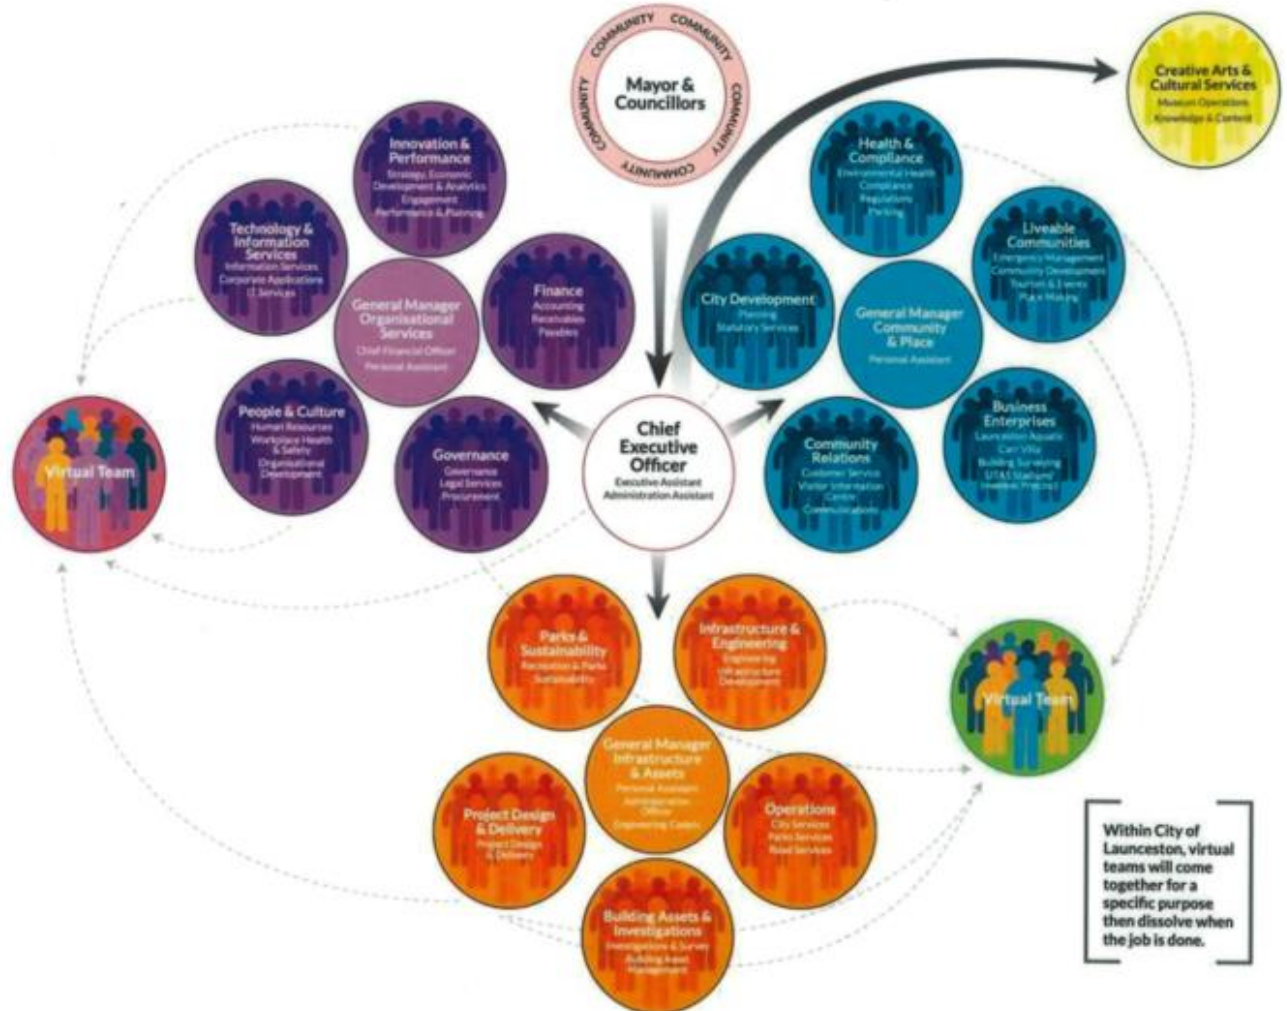 COMMUNITY COMMUNITY COMMUNITY COMMUNITY COMMUNITY
Mayor &
Councillors
Creative Arts &
Cultural Services
Museum Operations
Knowledge & Content
Innovation &
Performance
Strategy, Economic
Development & Analytics
Engagement
Performance & Planning
Technology &
Information
Services
Information Services
Corporate Applications
IT Services
General Manager
Organisational
Services
Chief Financial Officer
Personal Assistant
Finance
Accounting
Receivables
Payables
People & Culture
Human Resources
Workplace Health
& Safety
Organisational
Development
Governance
Governance
Legal Services
Procurement
Virtual Team
Chief
Executive
Officer
Executive Assistant
Administration Assistant
Health &
Compliance
Environmental Health
Compliance
Regulations
Parking
Liveable
Communities
Emergency Management
Community Development
Tourism & Events
Place Making
City Development
Planning
Statutory Services
General Manager
Community
& Place
Personal Assistant
Community
Relations
Customer Service
Visitor Information
Centre
Communications
Business
Enterprises
Launceston Aquatic
Carr Villa
Building Surveying
UTAS Stadium/
Parks &
Sustainability
Recreation & Parks
Sustainability
Infrastructure &
Engineering
Engineering
Infrastructure
Development
General Manager
Infrastructure
& Assets
Personal Assistant
Administration
Officer
Engineering Cadets
Project Design
& Delivery
Project Design
& Delivery
Operations
City Services
Parks Services
Road Services
Building Assets &
Investigations
Investigations & Survey
Building Asset
Management
Virtual Team
Within City of
Launceston, virtual
teams will come
together for a
specific purpose
then dissolve when
the job is done.